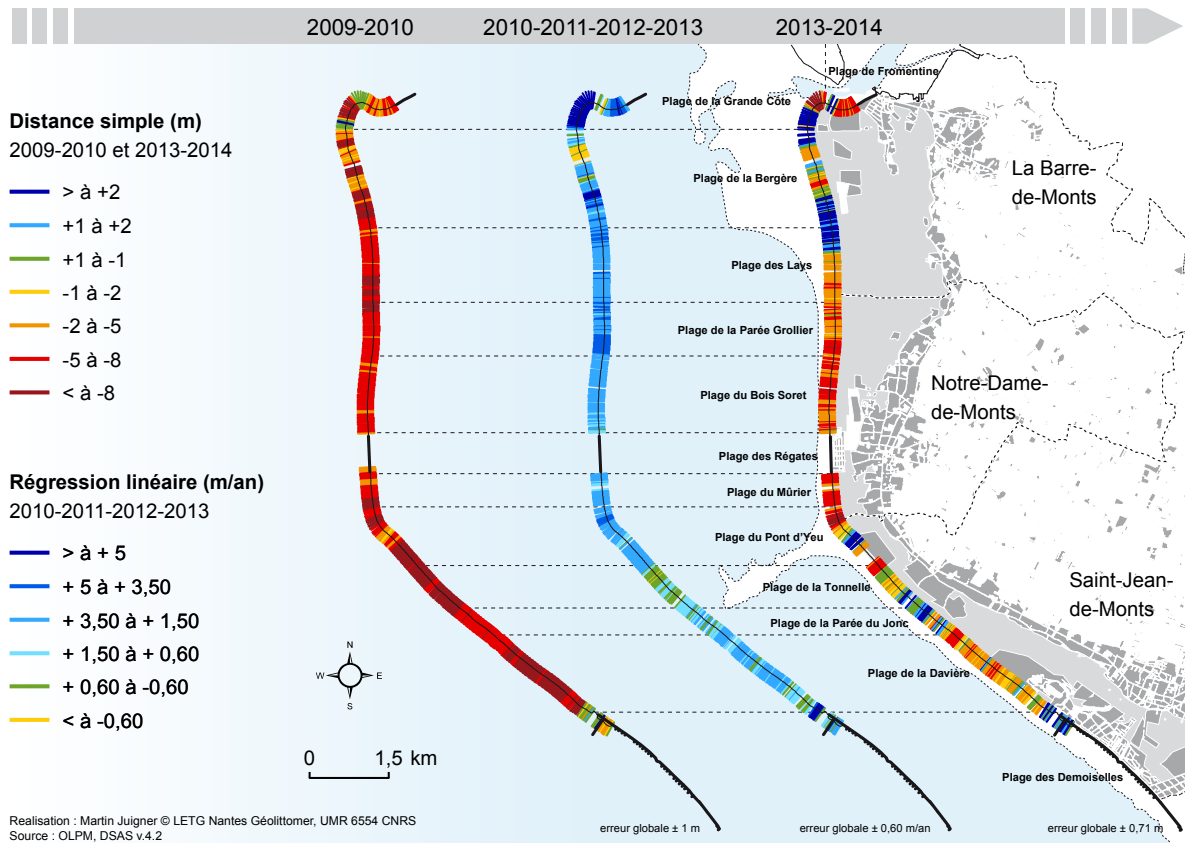 2009-2010
2010-2011-2012-2013
2013-2014
Distance simple (m)
2009-2010 et 2013-2014
> à +2
+1 à +2
+1 à -1
-1 à -2
-2 à -5
-5 à -8
< à -8
Régression linéaire (m/an)
2010-2011-2012-2013
> à + 5
+ 5 à + 3,50
+ 3,50 à + 1,50
+ 1,50 à + 0,60
+ 0,60 à -0,60
< à -0,60
Plage de Fromentine
Plage de la Grande Côte
Plage de la Bergère
Plage des Lays
Plage de la Parée Grollier
Plage du Bois Soret
Plage des Régates
Plage du Mûrier
Plage du Pont d'Yeu
Plage de la Tonnelle
Plage de la Parée du Jonc
Plage de la Davière
Plage des Demoiselles
La Barre-
de-Monts
Notre-Dame-
de-Monts
Saint-Jean-
de-Monts
N
W
E
S
0
1,5 km
erreur globale ± 1 m
erreur globale ± 0,60 m/an
erreur globale ± 0,71 m
Realisation : Martin Juigner © LETG Nantes Géolittomer, UMR 6554 CNRS
Source : OLPM, DSAS v.4.2